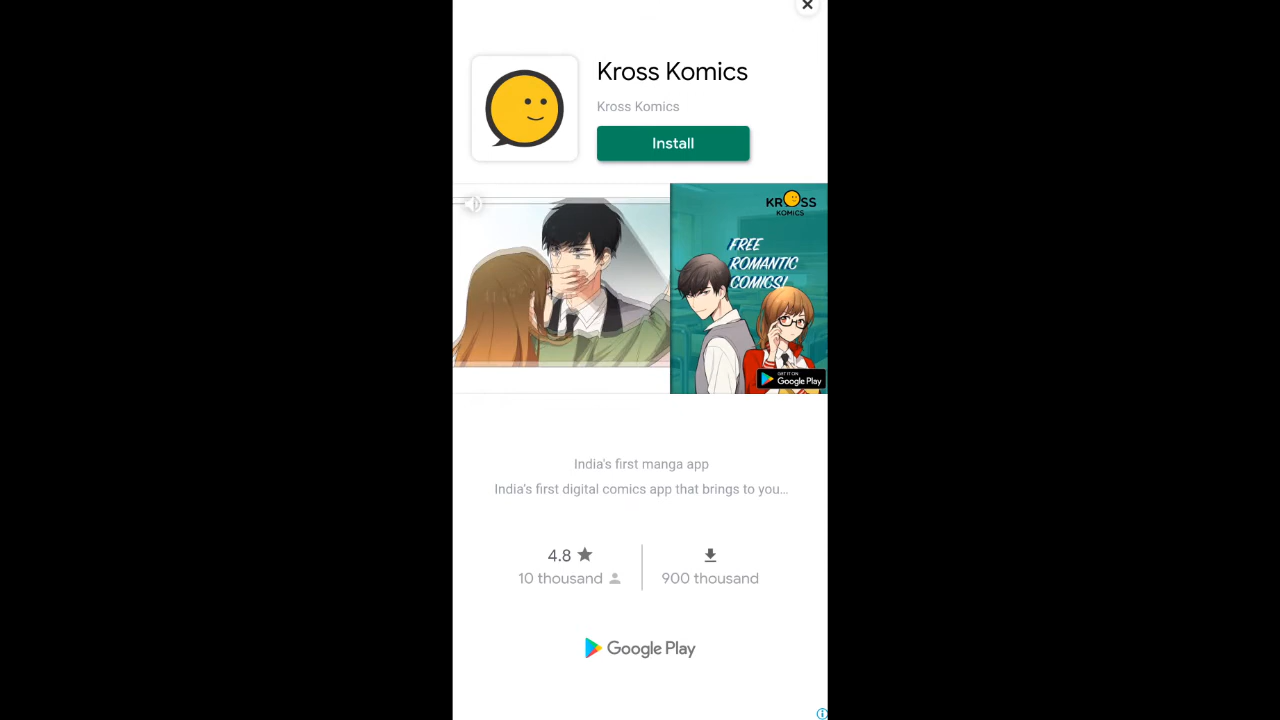 Kross Komics
Kross Komics
Install
KROSS
KOMICS
FREE
ROMANTIC
COMICS!
GET IT ON
Google Play
India's first manga app
India's first digital comics app that brings to you...
4.8
10 thousand
900 thousand
Google Play